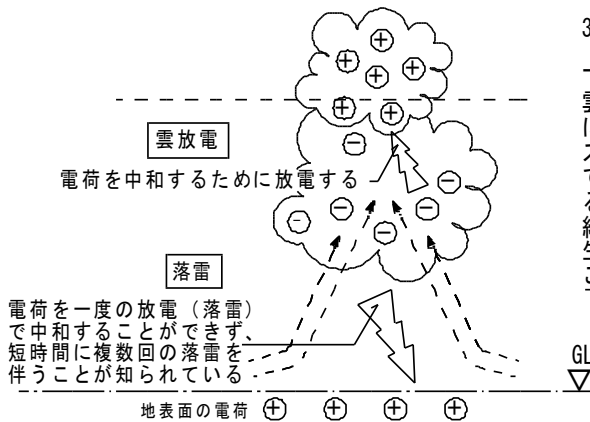 雲放電
電荷を中和するために放電する
落雷
電荷を一度の放電（落雷）
で中和することができず、
短時間に複数回の落雷を
伴うことが知られている
GL
地表面の電荷
3